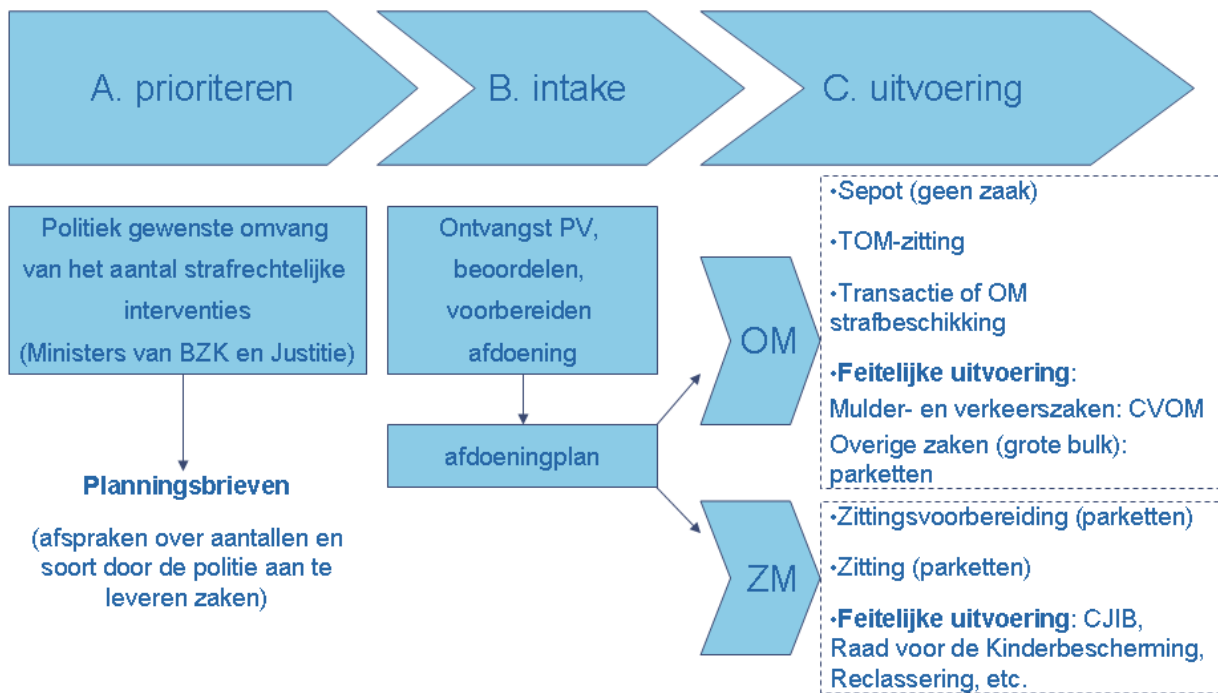 A. prioriteren
B. intake
C. uitvoering
Politiek gewenste omvang
van het aantal strafrechtelijke
interventies
(Ministers van BZK en Justitie)
Planningsbrieven
(afspraken over aantallen en
soort door de politie aan te
leveren zaken)
Ontvangst PV,
beoordelen,
voorbereiden
afdoening
afdoeningplan
OM
•Sepot (geen zaak)
•TOM-zitting
•Transactie of OM
strafbeschikking
•Feitelijke uitvoering:
Mulder- en verkeerszaken: CVOM
Overige zaken (grote bulk):
parketten
ZM
•Zittingsvoorbereiding (parketten)
•Zitting (parketten)
•Feitelijke uitvoering: CJIB,
Raad voor de Kinderbescherming,
Reclassering, etc.